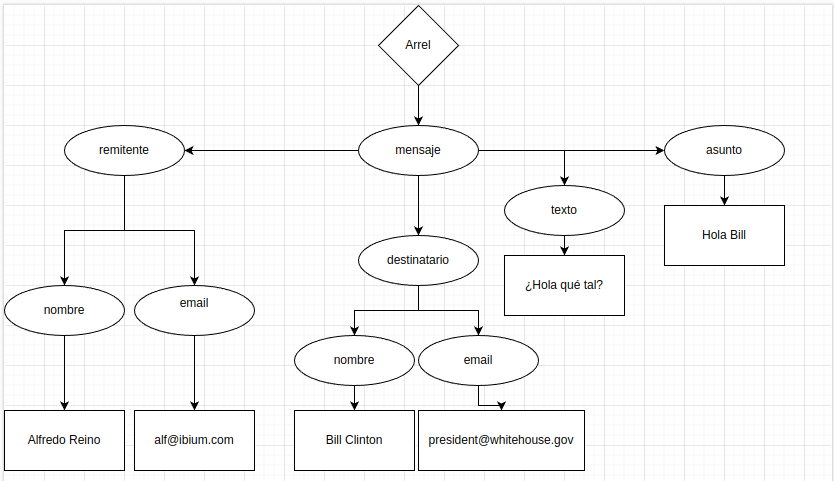 Arrel
remitente
mensaje
asunto
texto
Hola Bill
destinatario
¿Hola qué tal?
nombre
email
nombre
email
Alfredo Reino
alf@ibium.com
Bill Clinton
president@whitehouse.gov